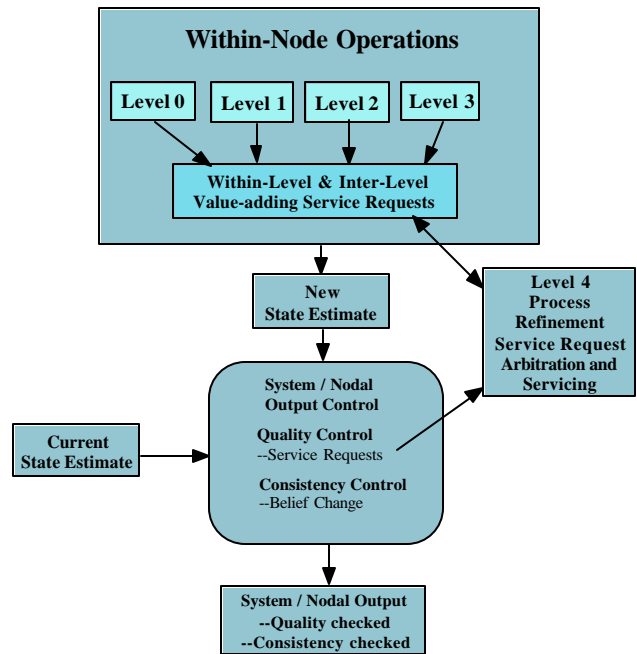 Within-Node Operations
Level 0
Level 1
Level 2
Level 3
Within-Level & Inter-Level
Value-adding Service Requests
New
State Estimate
Level 4
Process
Refinement
Service Request
Arbitration and
Servicing
System / Nodal
Output Control
Quality Control
--Service Requests
Consistency Control
--Belief Change
Current
State Estimate
System / Nodal Output
--Quality checked
--Consistency checked